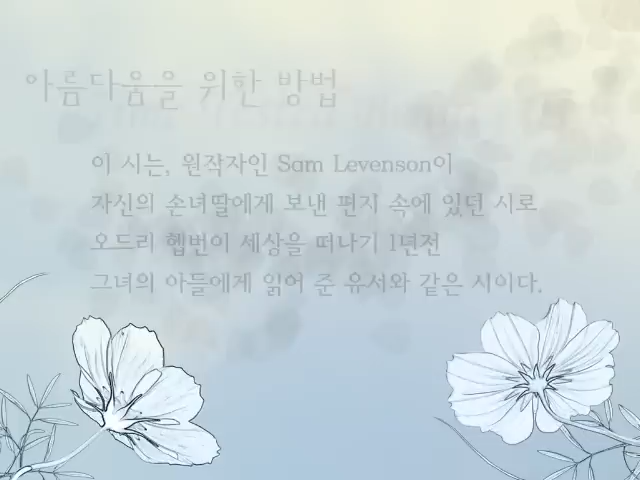 아름다움을 위한 방법
이 시는, 원작자인 Sam Levenson이
자신의 손녀딸에게 보낸 편지 속에 있던 시로
오드리 헵번이 세상을 떠나기 1년전
그녀의 아들에게 읽어 준 유서와 같은 시이다.